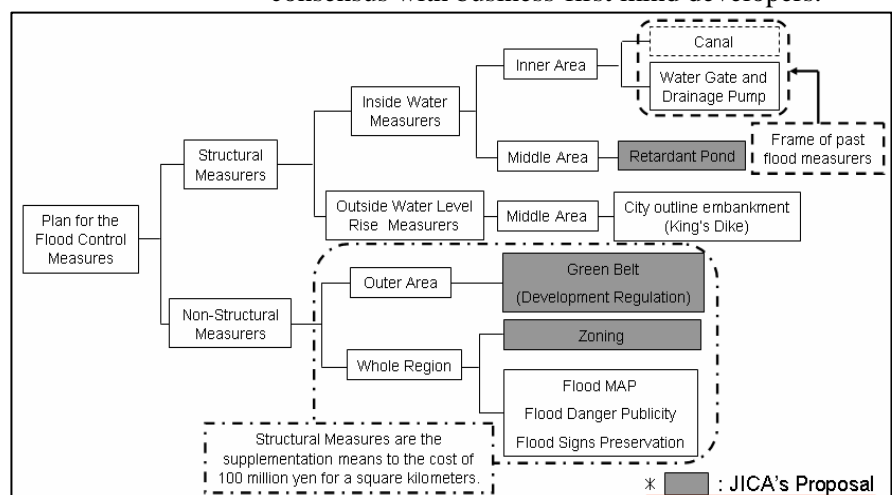 consensus with business-first mind developers.
Canal
Inner Area
Water Gate and
Drainage Pump
Inside Water
Measurers
Frame of past
flood measurers
Structural
Measurers
Middle Area
Retardant Pond
Plan for the
Flood Control
Measures
Outside Water Level
Rise Measurers
Middle Area
City outline embankment
(King's Dike)
Outer Area
Green Belt
(Development Regulation)
Non-Structural
Measurers
Zoning
Whole Region
Flood MAP
Flood Danger Publicity
Flood Signs Preservation
Structural Measures are the
supplementation means to the cost of
100 million yen for a square kilometers.
* : JICA's Proposal